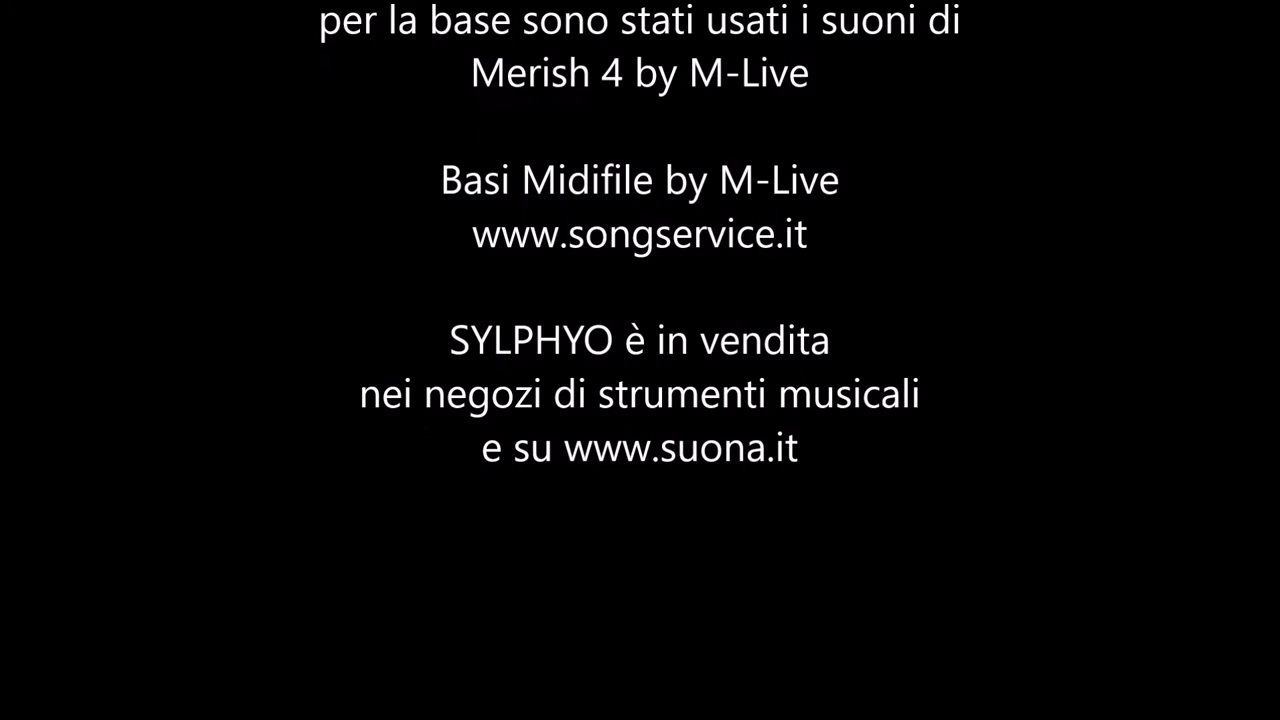 per la base sono stati usati i suoni di
Merish 4 by M-Live
Basi Midifile by M-Live
www.songservice.it
SYLPHYO è in vendita
nei negozi di strumenti musicali
e su www.suona.it